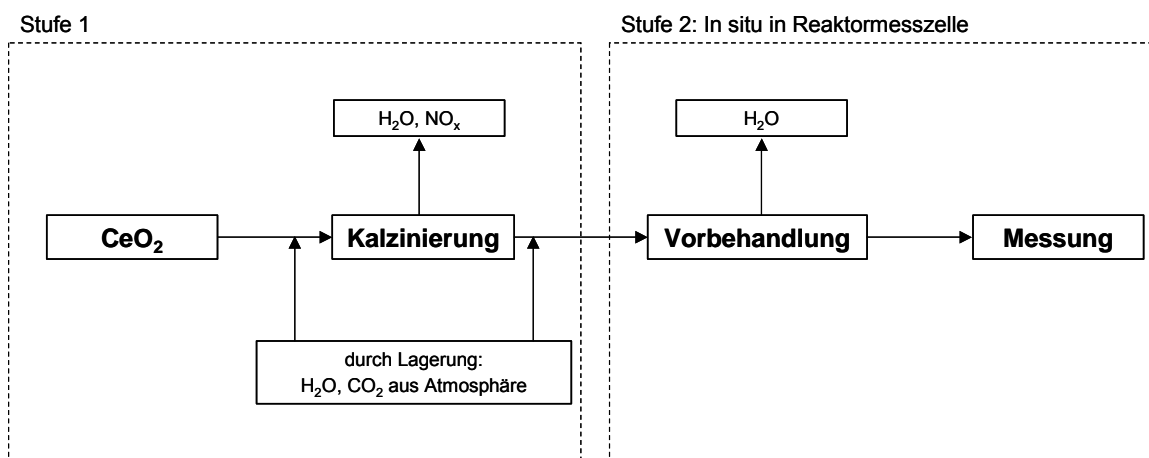 Stufe 1
Stufe 2: In situ in Reaktormesszelle
H₂O, NOₓ
H₂O
CeO₂
Kalzinierung
Vorbehandlung
Messung
durch Lagerung:
H₂O, CO₂ aus Atmosphäre